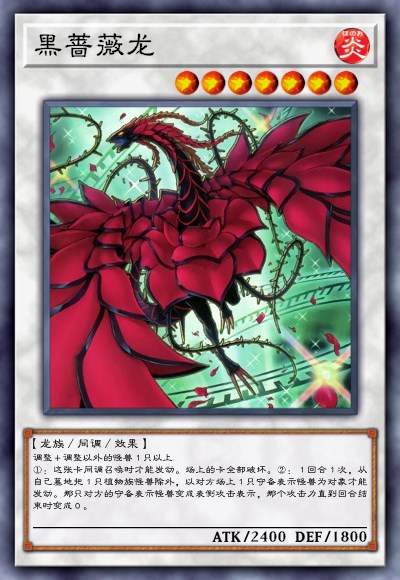 黑蔷薇龙
ほのお
炎
【龙族/同调/效果】
调整+调整以外的怪兽1只以上
①:这张卡同调召唤时才能发动。场上的卡全部破坏。②:1回合1次,从
自己墓地把1只植物族怪兽除外,以对方场上1只守备表示怪兽为对象才能
发动。那只对方的守备表示怪兽变成表侧攻击表示,那个攻击力直到回合结
束时变成0。
ATK/2400 DEF/1800